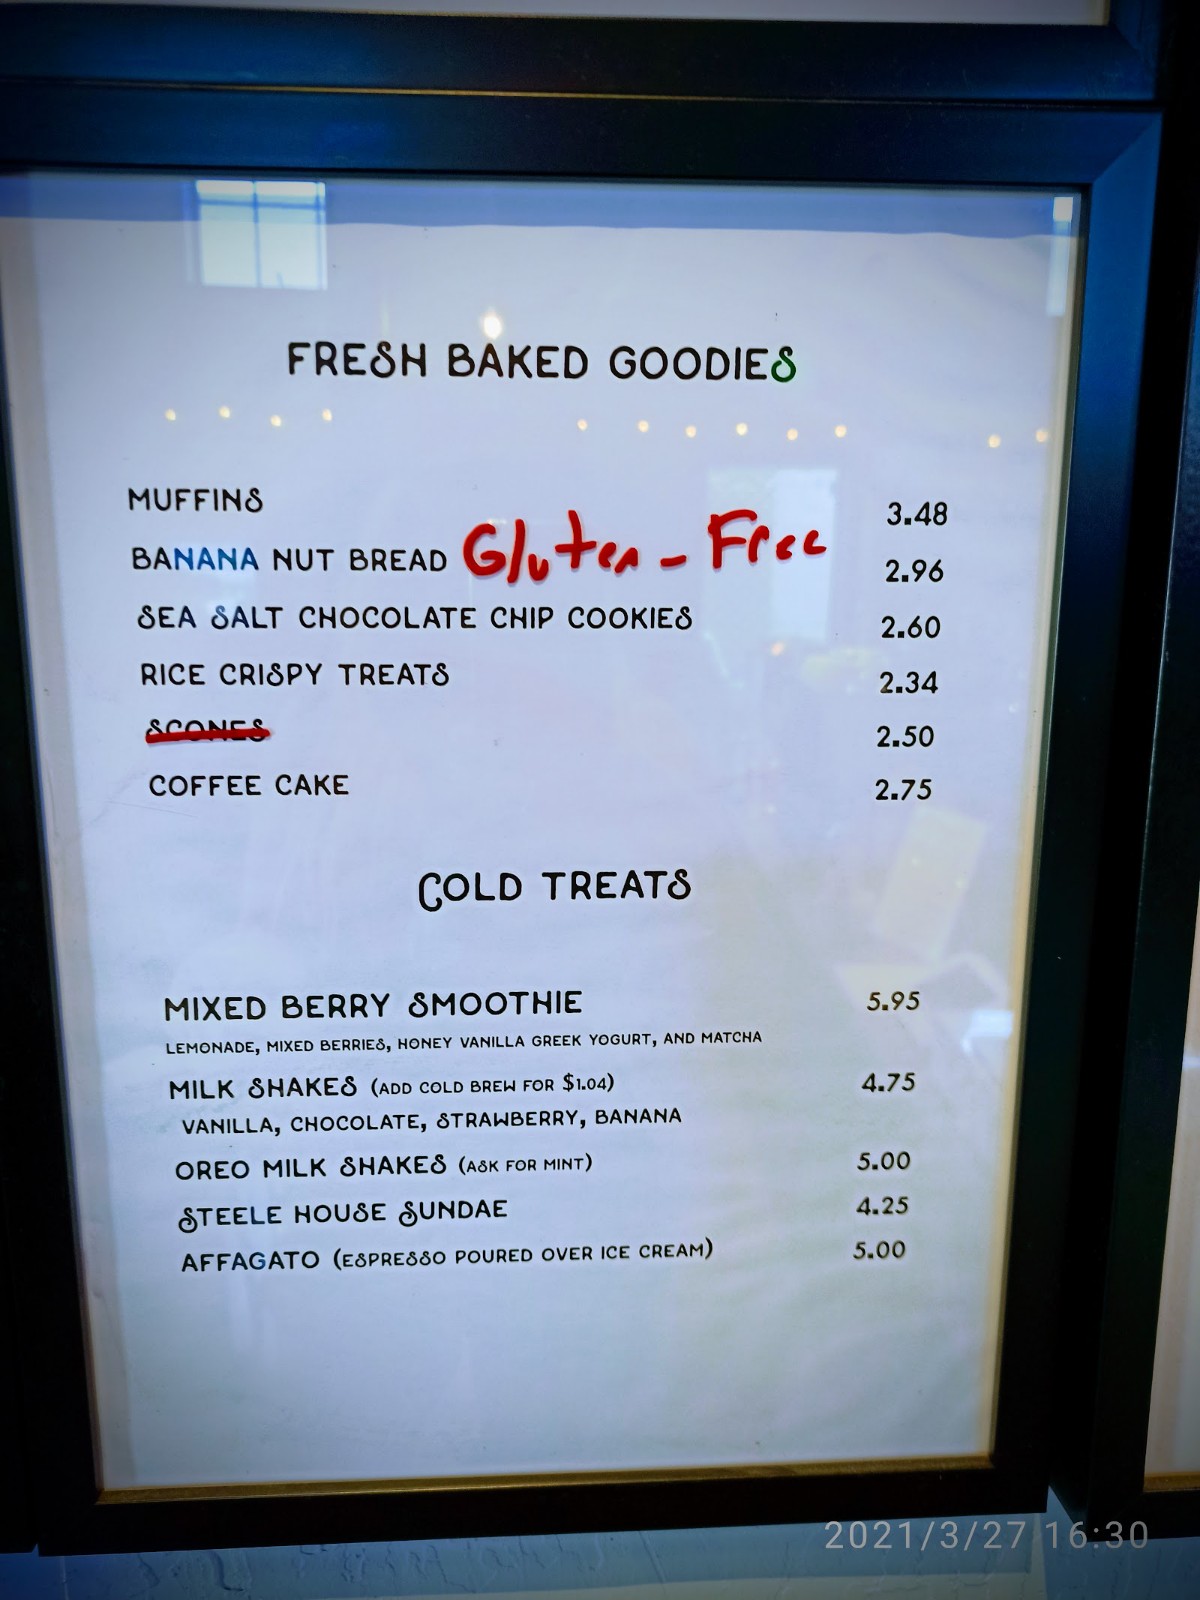 FRESH BAKED GOODIES
MUFFINS 3.48
BANANA NUT BREAD Gluten-Free 2.96
SEA SALT CHOCOLATE CHIP COOKIES 2.60
RICE CRISPY TREATS 2.34
SCONES 2.50
COFFEE CAKE 2.75
COLD TREATS
MIXED BERRY SMOOTHIE 5.95
LEMONADE, MIXED BERRIES, HONEY VANILLA GREEK YOGURT, AND MATCHA
MILK SHAKES (ADD COLD BREW FOR $1.04) 4.75
VANILLA, CHOCOLATE, STRAWBERRY, BANANA
OREO MILK SHAKES (ASK FOR MINT) 5.00
STEELE HOUSE SUNDAE 4.25
AFFAGATO (ESPRESSO POURED OVER ICE CREAM) 5.00
2021/3/27 16:30